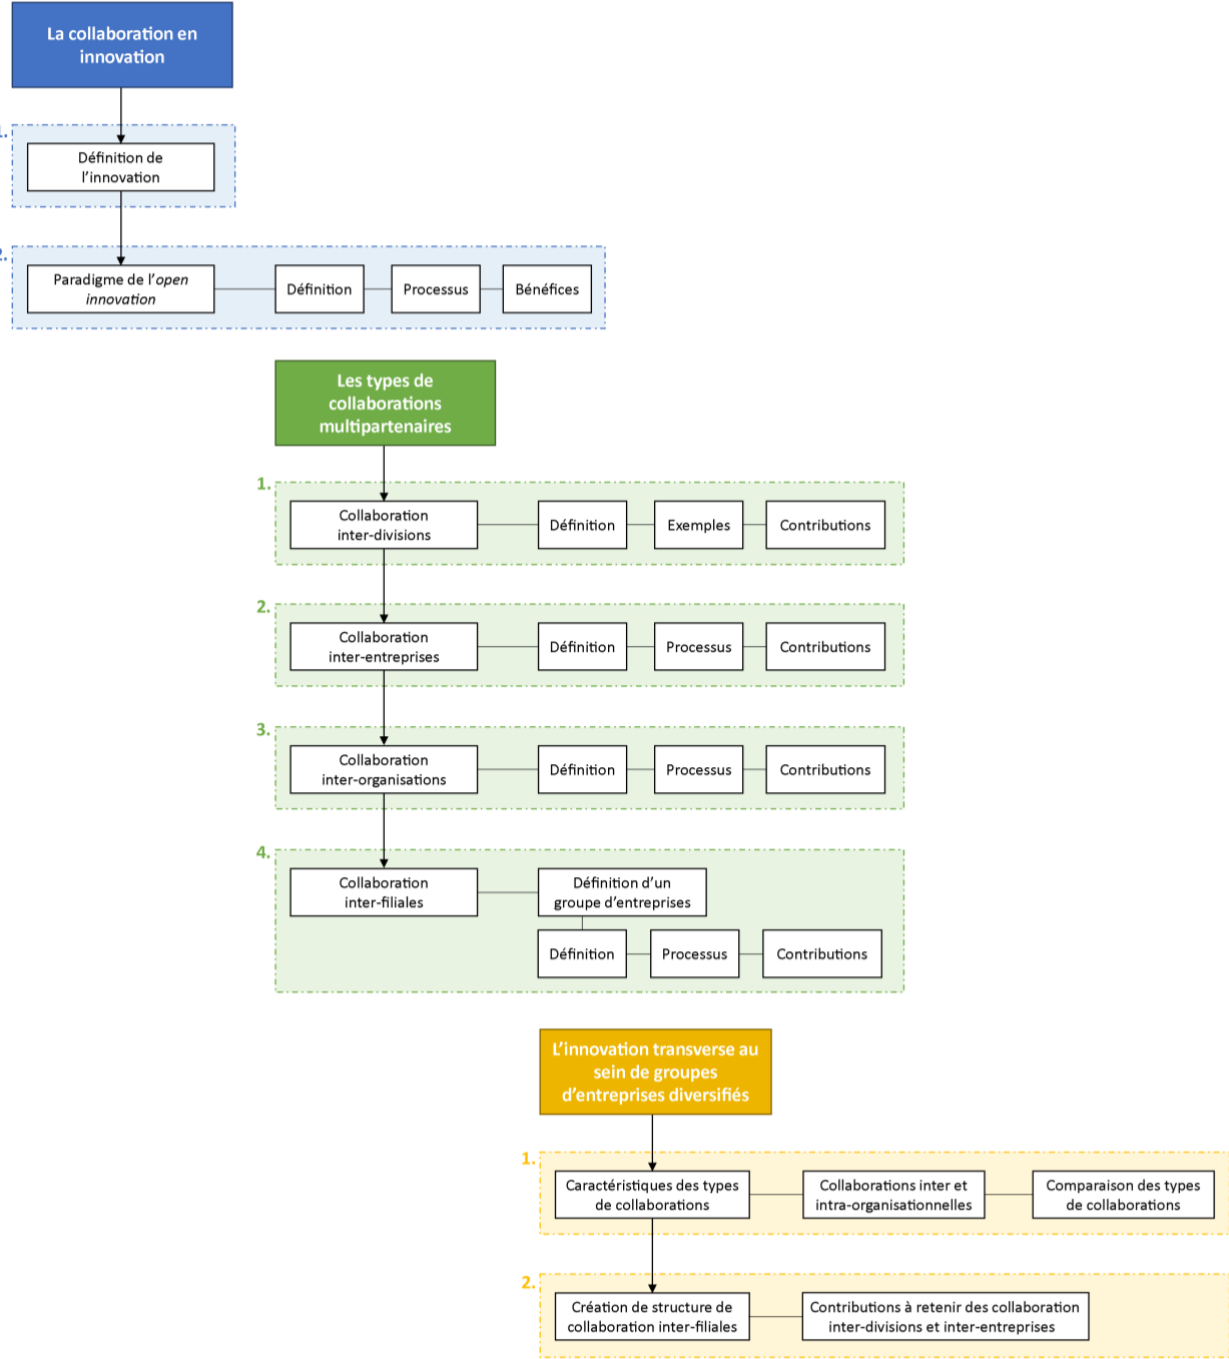 La collaboration en
innovation
1.
Définition de
l’innovation
2.
Paradigme de l’open
innovation
Définition
Processus
Bénéfices
Les types de
collaborations
multipartenaires
1.
Collaboration
inter-divisions
Définition
Exemples
Contributions
2.
Collaboration
inter-entreprises
Définition
Processus
Contributions
3.
Collaboration
inter-organisations
Définition
Processus
Contributions
4.
Collaboration
inter-filiales
Définition d’un
groupe d’entreprises
Définition
Processus
Contributions
L’innovation transverse au
sein de groupes
d’entreprises diversifiés
1.
Caractéristiques des types
de collaborations
Collaborations inter et
intra-organisationnelles
Comparaison des types
de collaborations
2.
Création de structure de
collaboration inter-filiales
Contributions à retenir des collaboration
inter-divisions et inter-entreprises